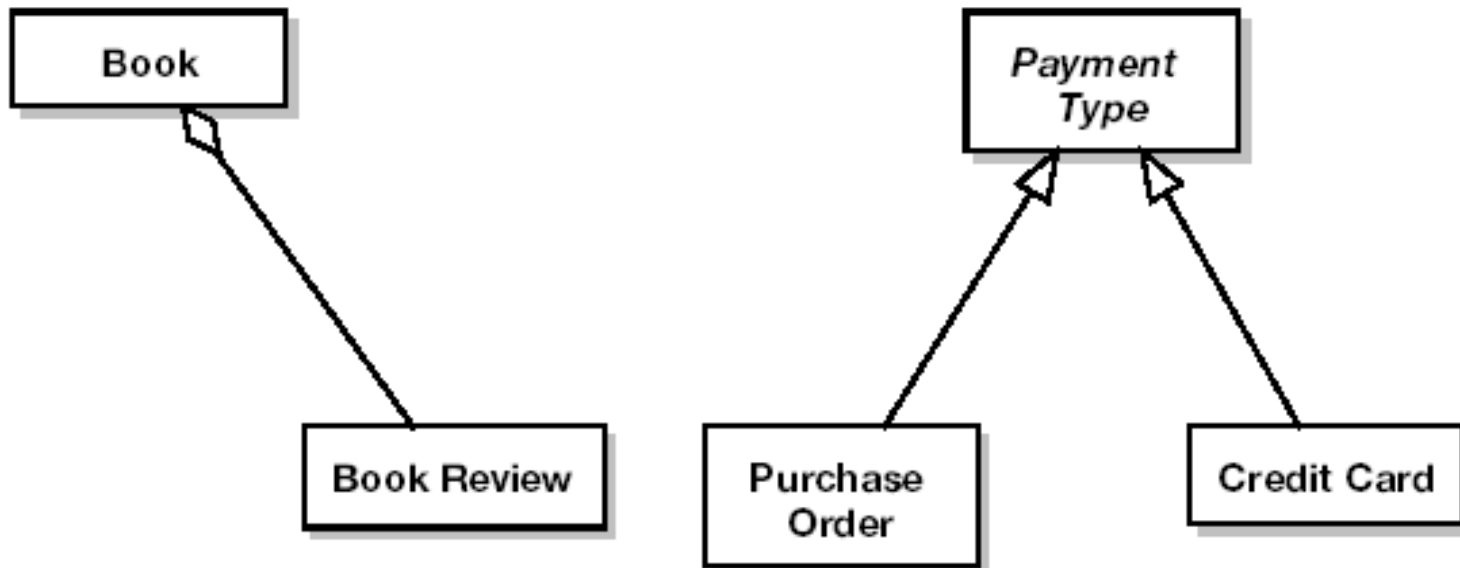 Book
Payment
Type
Book Review
Purchase
Order
Credit Card